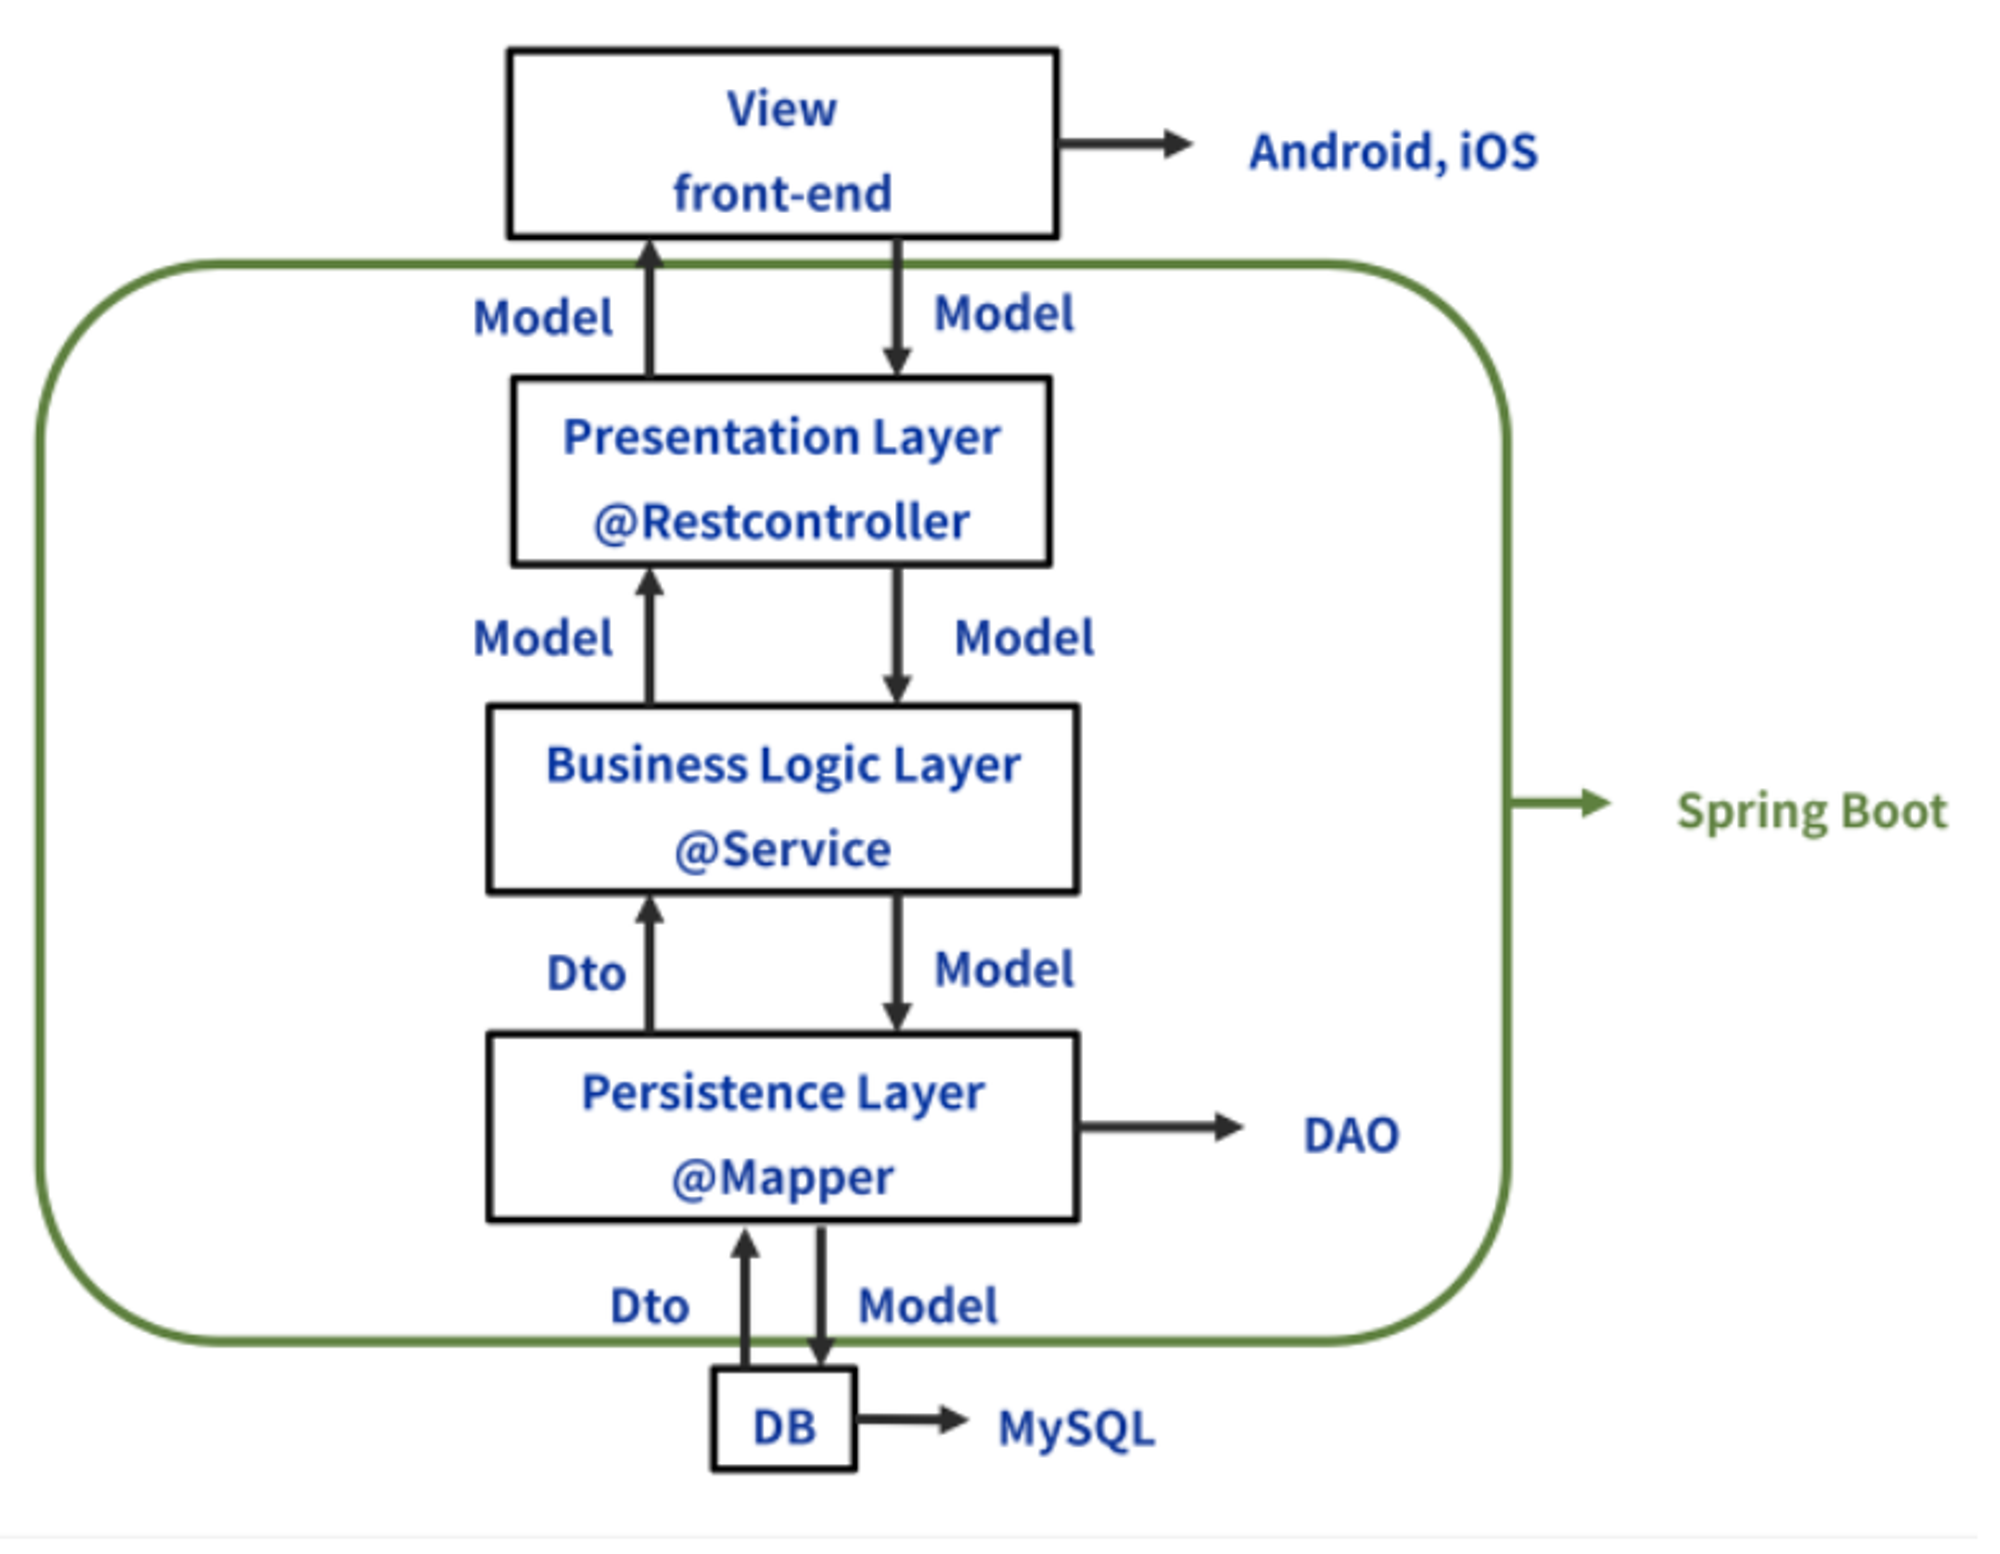 View
front-end
Android, iOS
Model
Model
Presentation Layer
@Restcontroller
Model
Model
Business Logic Layer
@Service
Spring Boot
Dto
Model
Persistence Layer
@Mapper
DAO
Dto
Model
DB
MySQL